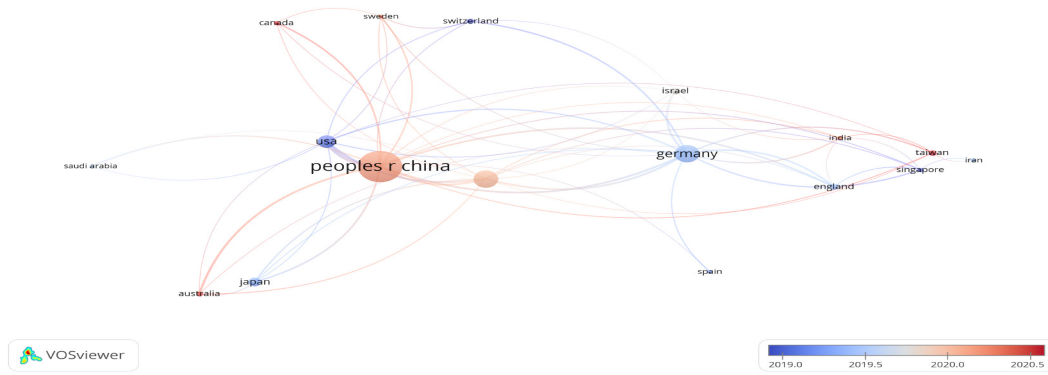 canada
sweden
switzerland
israel
usa
india
peoples r china
germany
taiwan
iran
saudi arabia
singapore
england
spain
japan
australia
VOSviewer
2019.0 2019.5 2020.0 2020.5